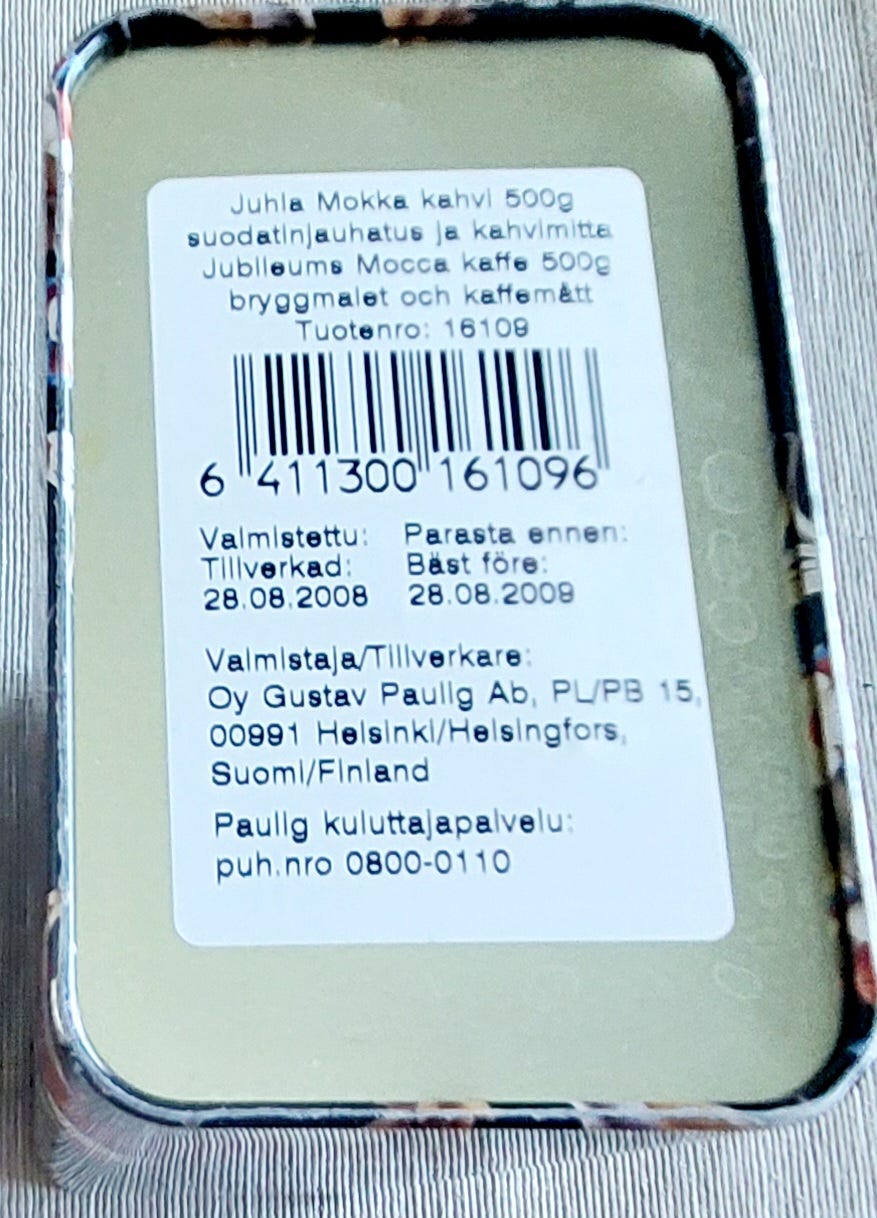 Juhla Mokka kahvi 500g
suodatinjauhatus ja kahvimitta
Jubileums Mocca kaffe 500g
bryggmalet och kaffemått
Tuotenro: 16109
6 411300 161096
Valmistettu: Parasta ennen:
Tillverkad: Bäst före:
28.08.2008 28.08.2009
Valmistaja/Tillverkare:
Oy Gustav Paulig Ab, PL/PB 15,
00991 Helsinki/Helsingfors,
Suomi/Finland
Paulig kuluttajapalvelu:
puh.nro 0800-0110